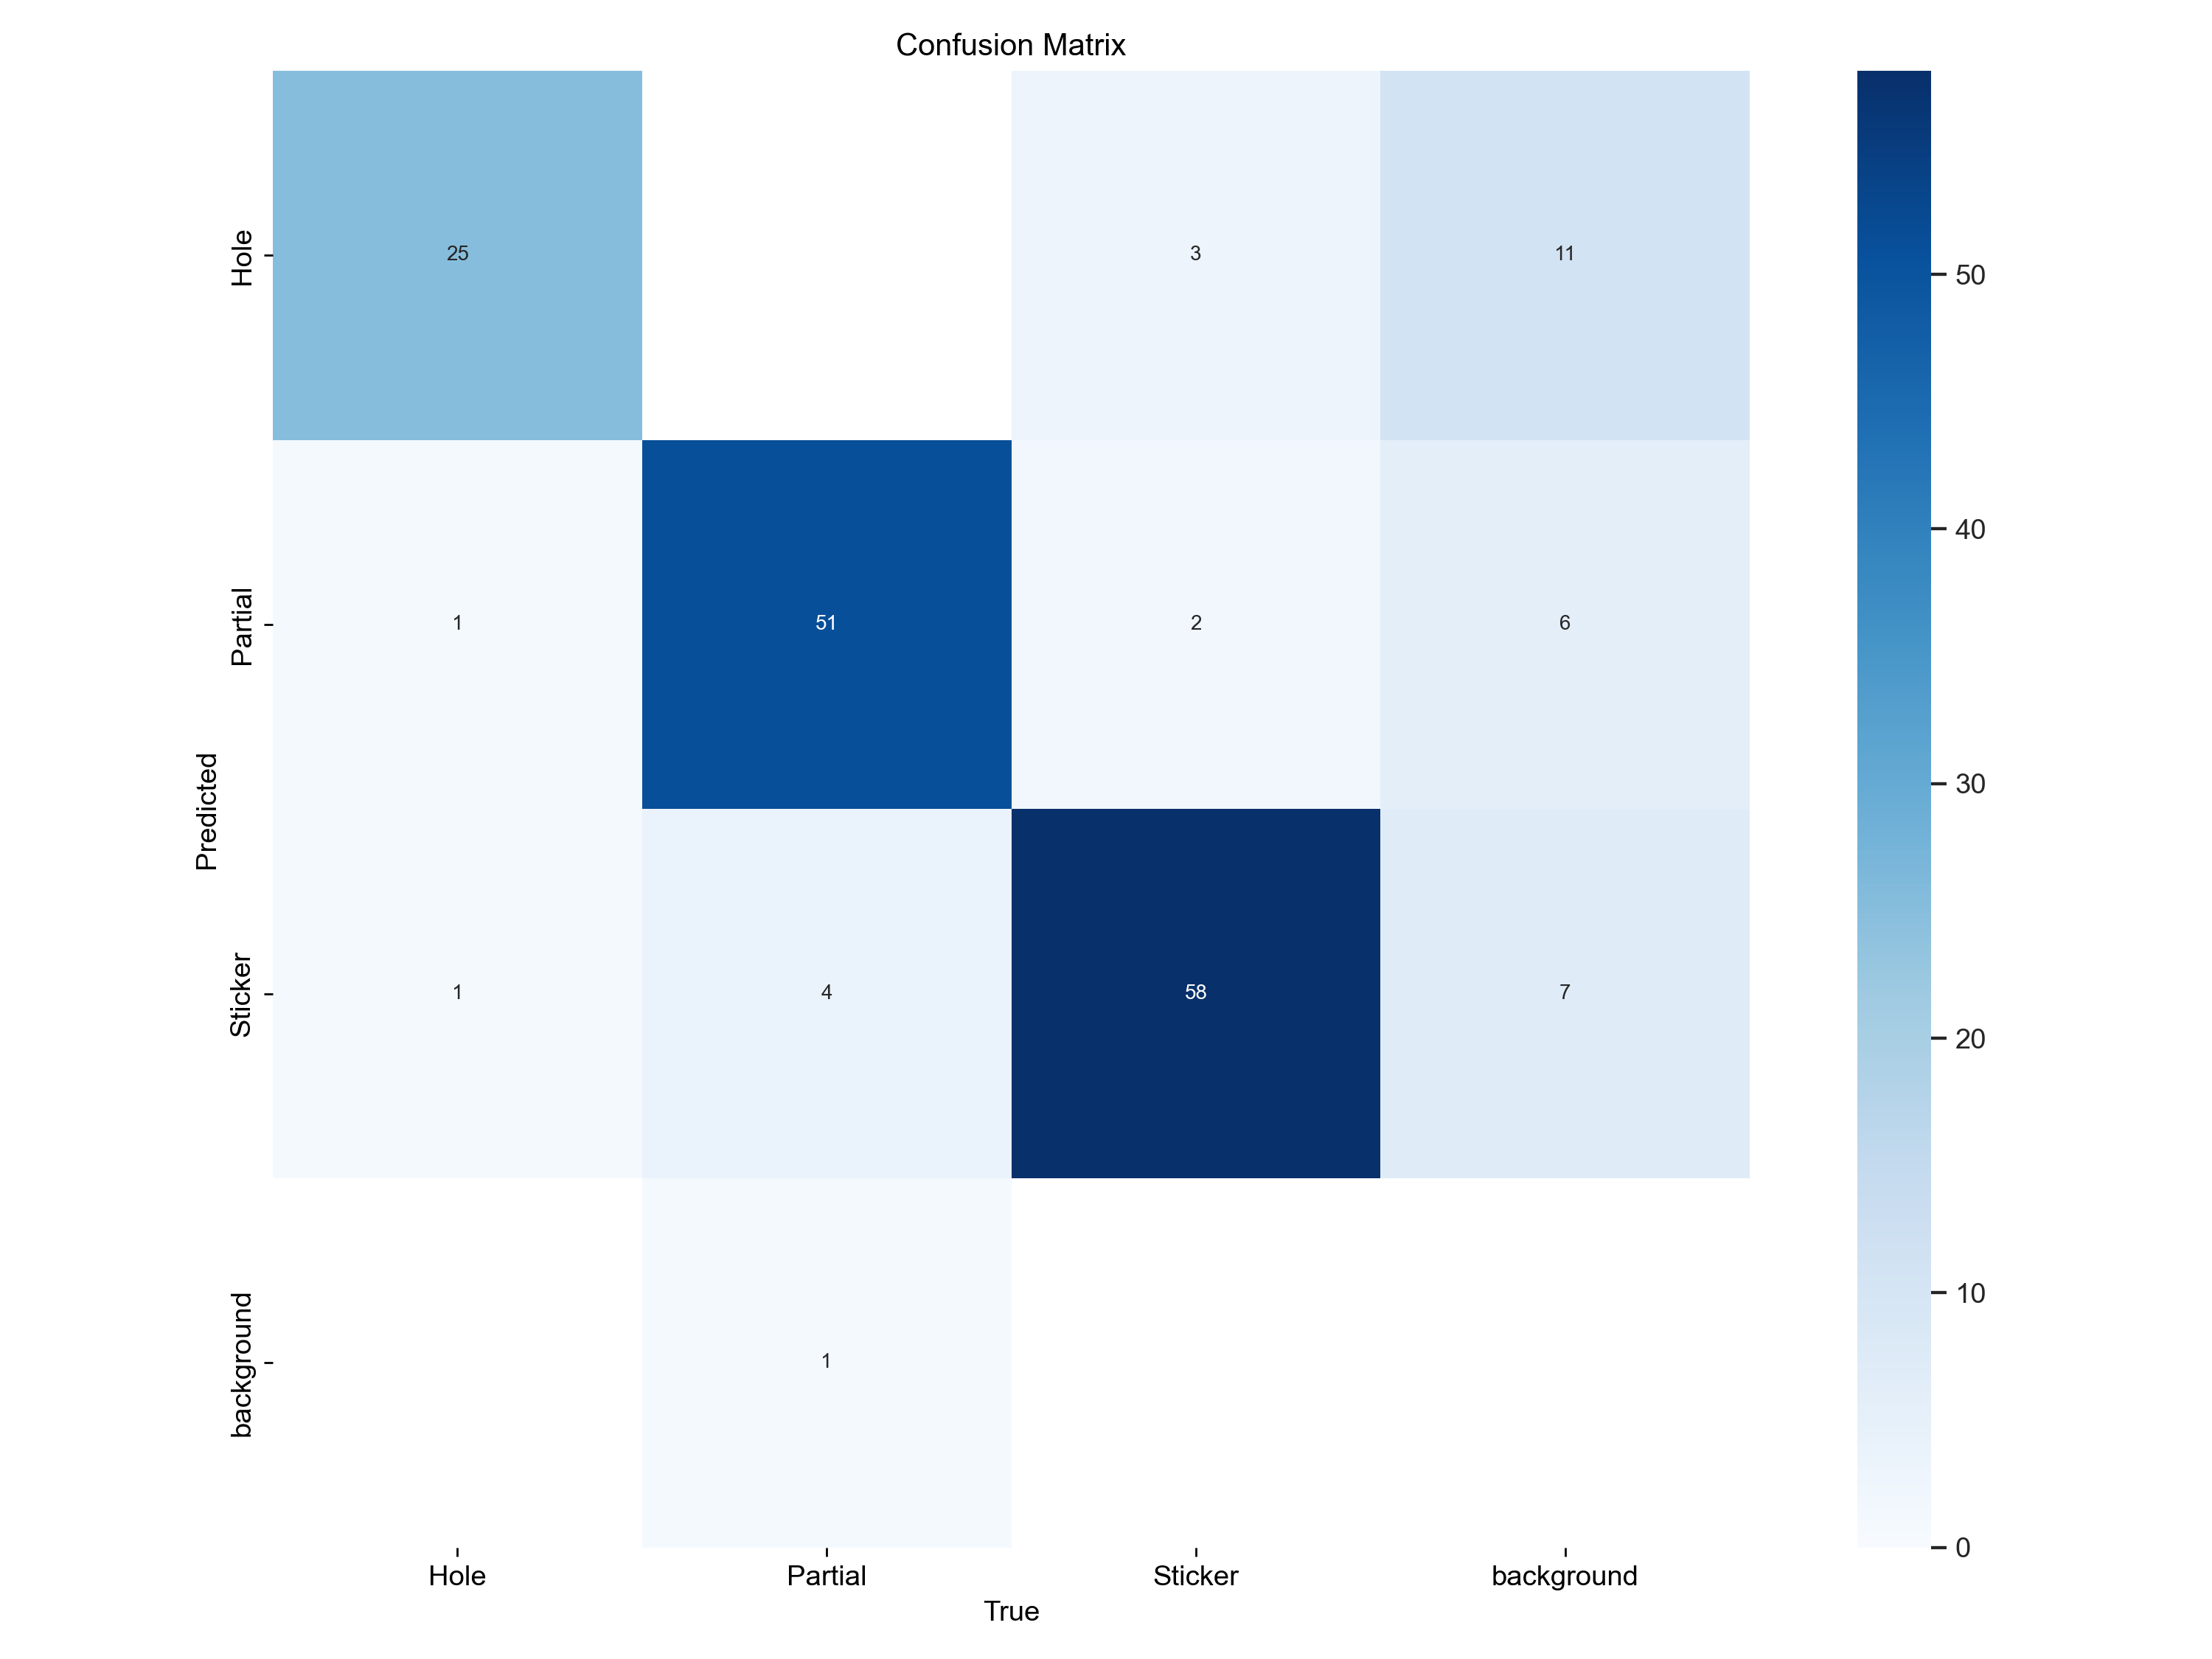 Confusion Matrix
Hole
25
3
11
50
40
Partial
1
51
2
6
30
Predicted
Sticker
1
4
58
7
20
10
background
1
0
Hole
Partial
Sticker
background
True